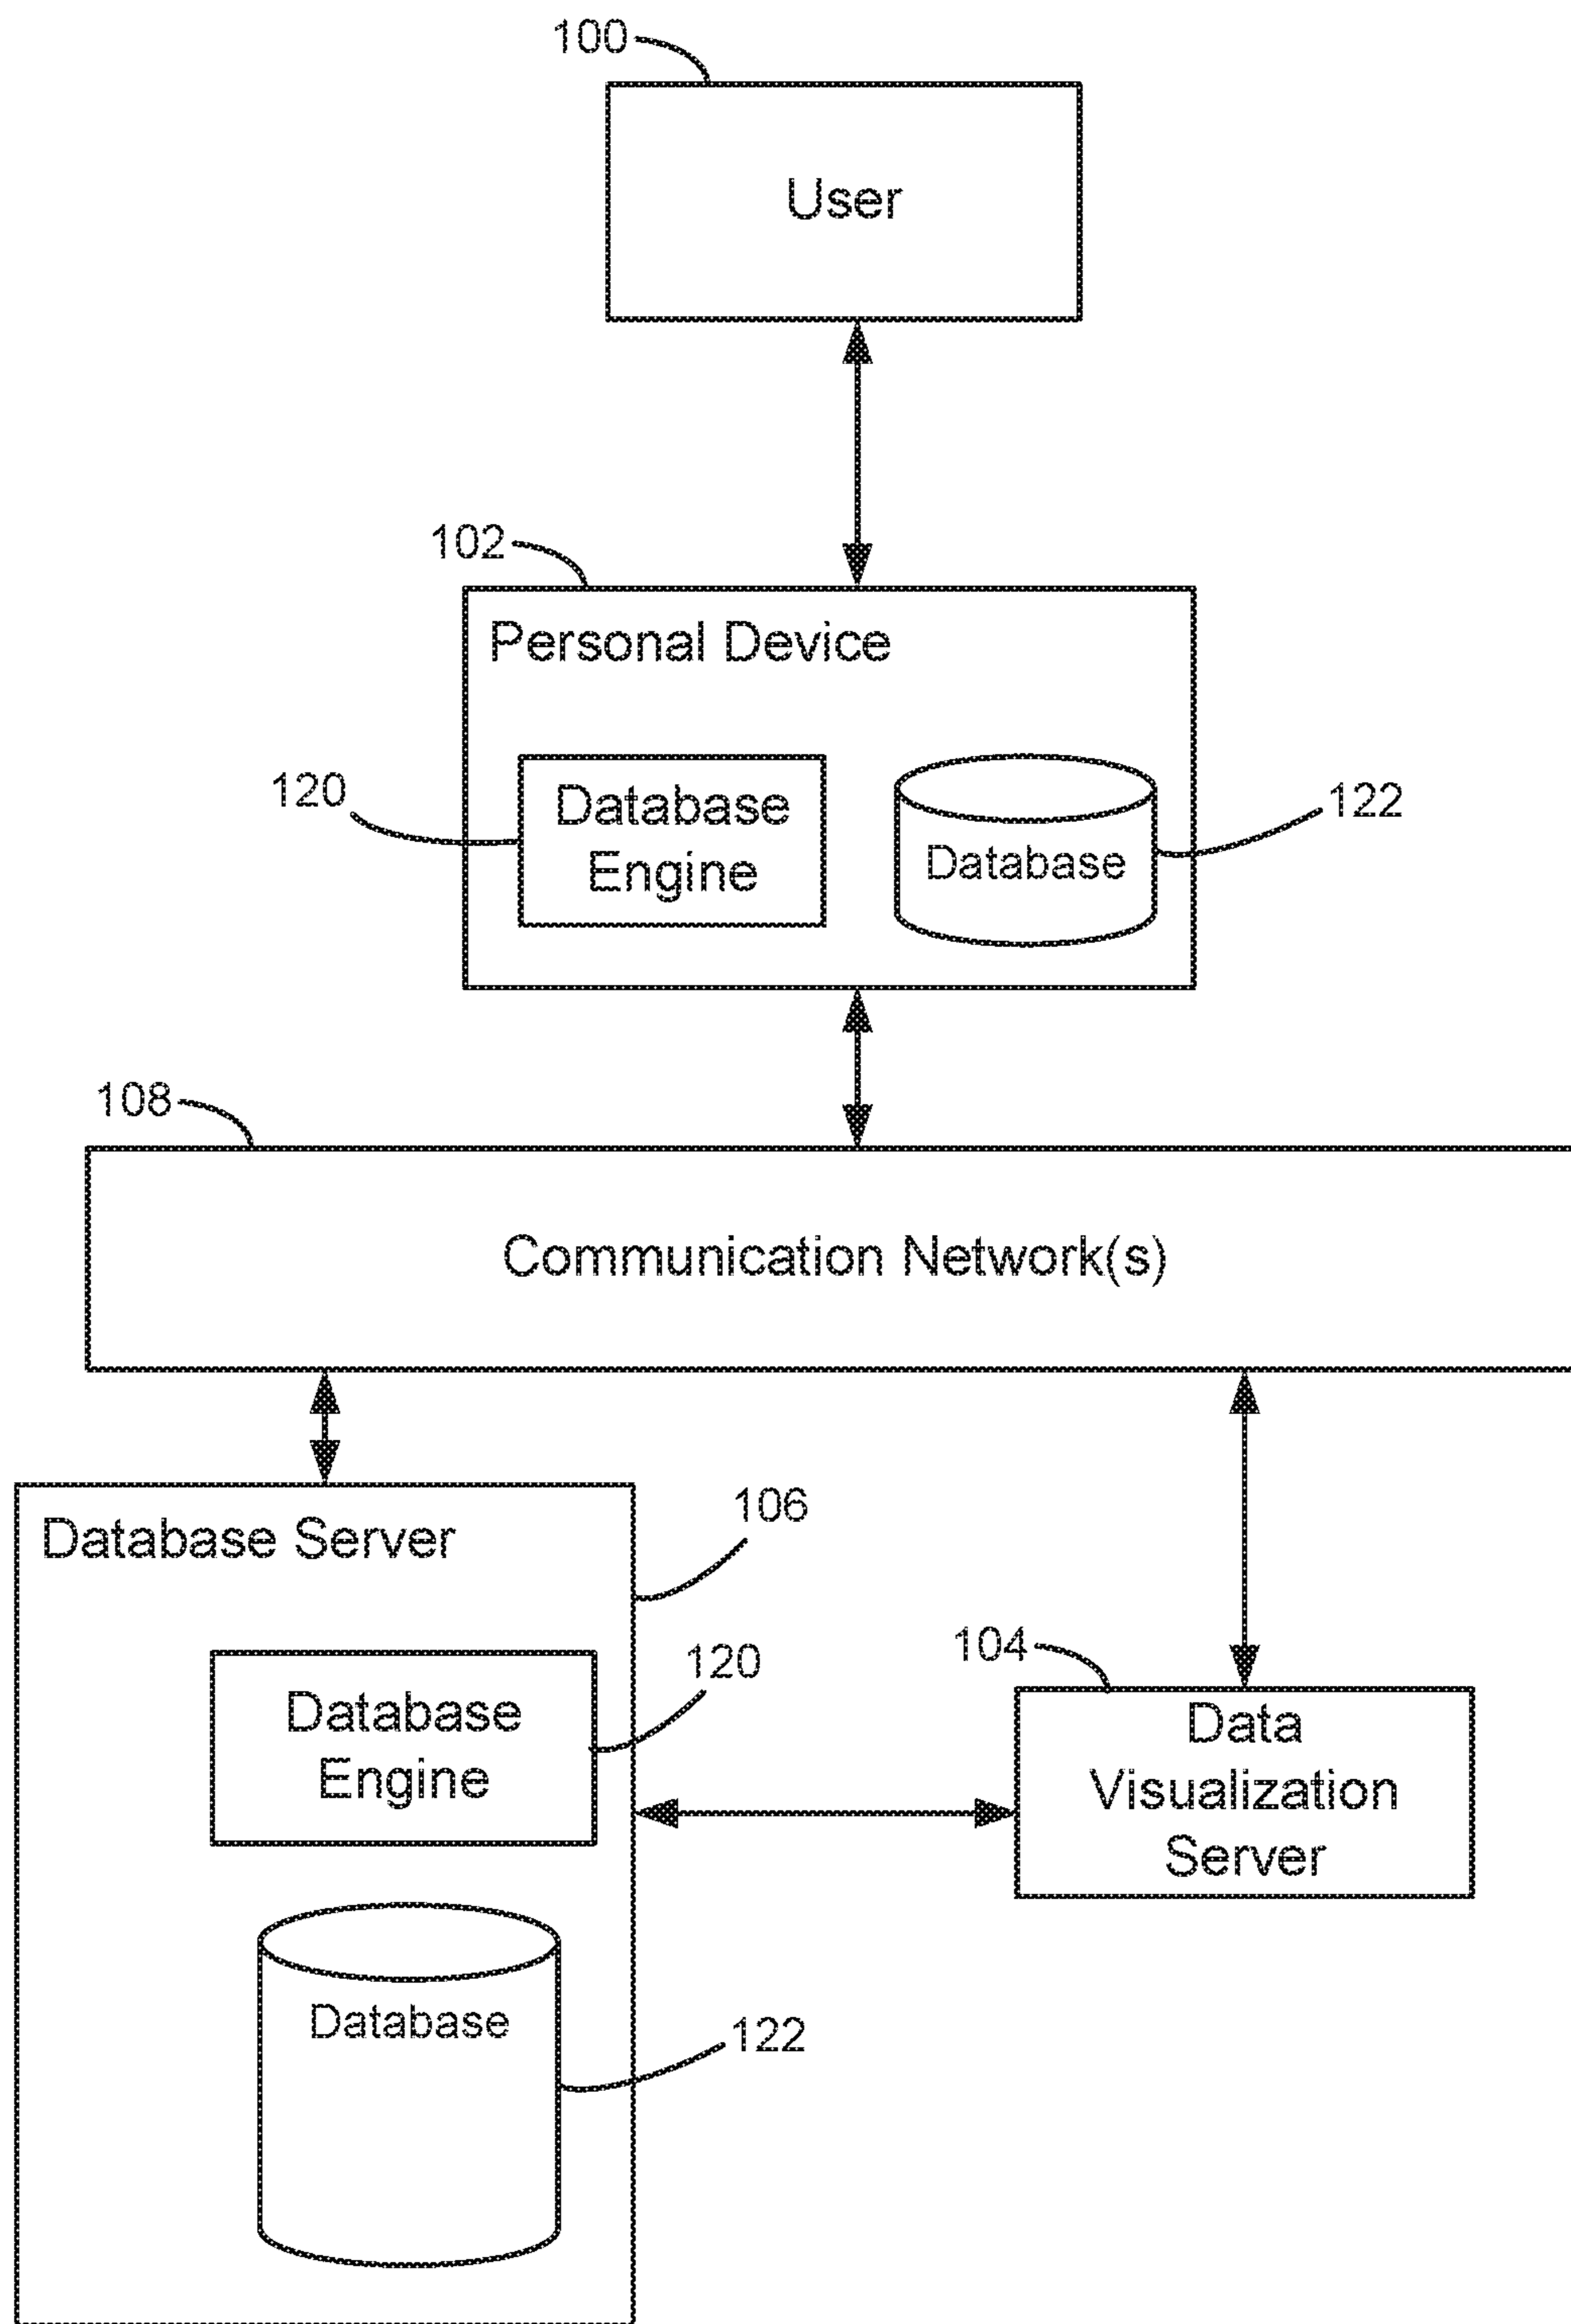 100
User
102
Personal Device
120
Database
Engine
Database
122
108
Communication Network(s)
Database Server
106
Database
Engine
120
104
Data
Visualization
Server
Database
122